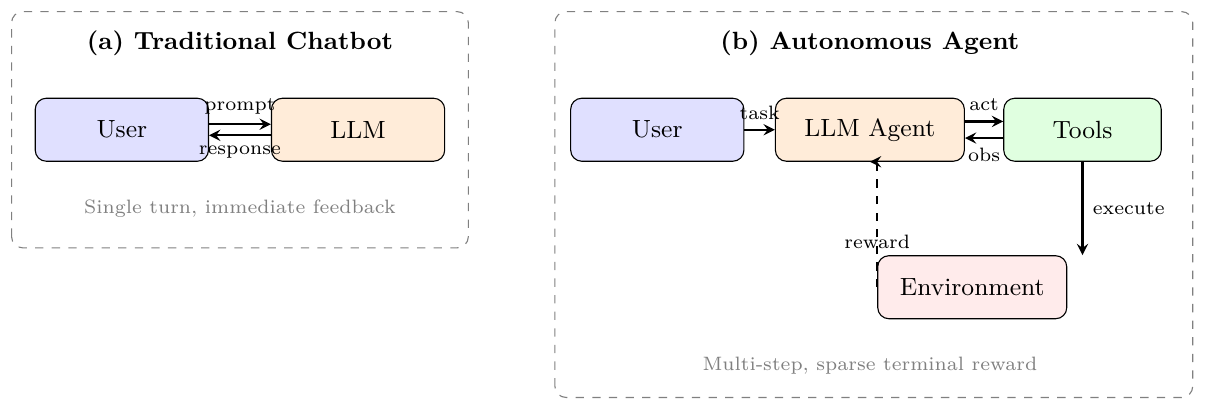 (a) Traditional Chatbot
prompt
User
LLM
response
Single turn, immediate feedback
(b) Autonomous Agent
task
act
User
LLM Agent
Tools
obs
execute
reward
Environment
Multi-step, sparse terminal reward